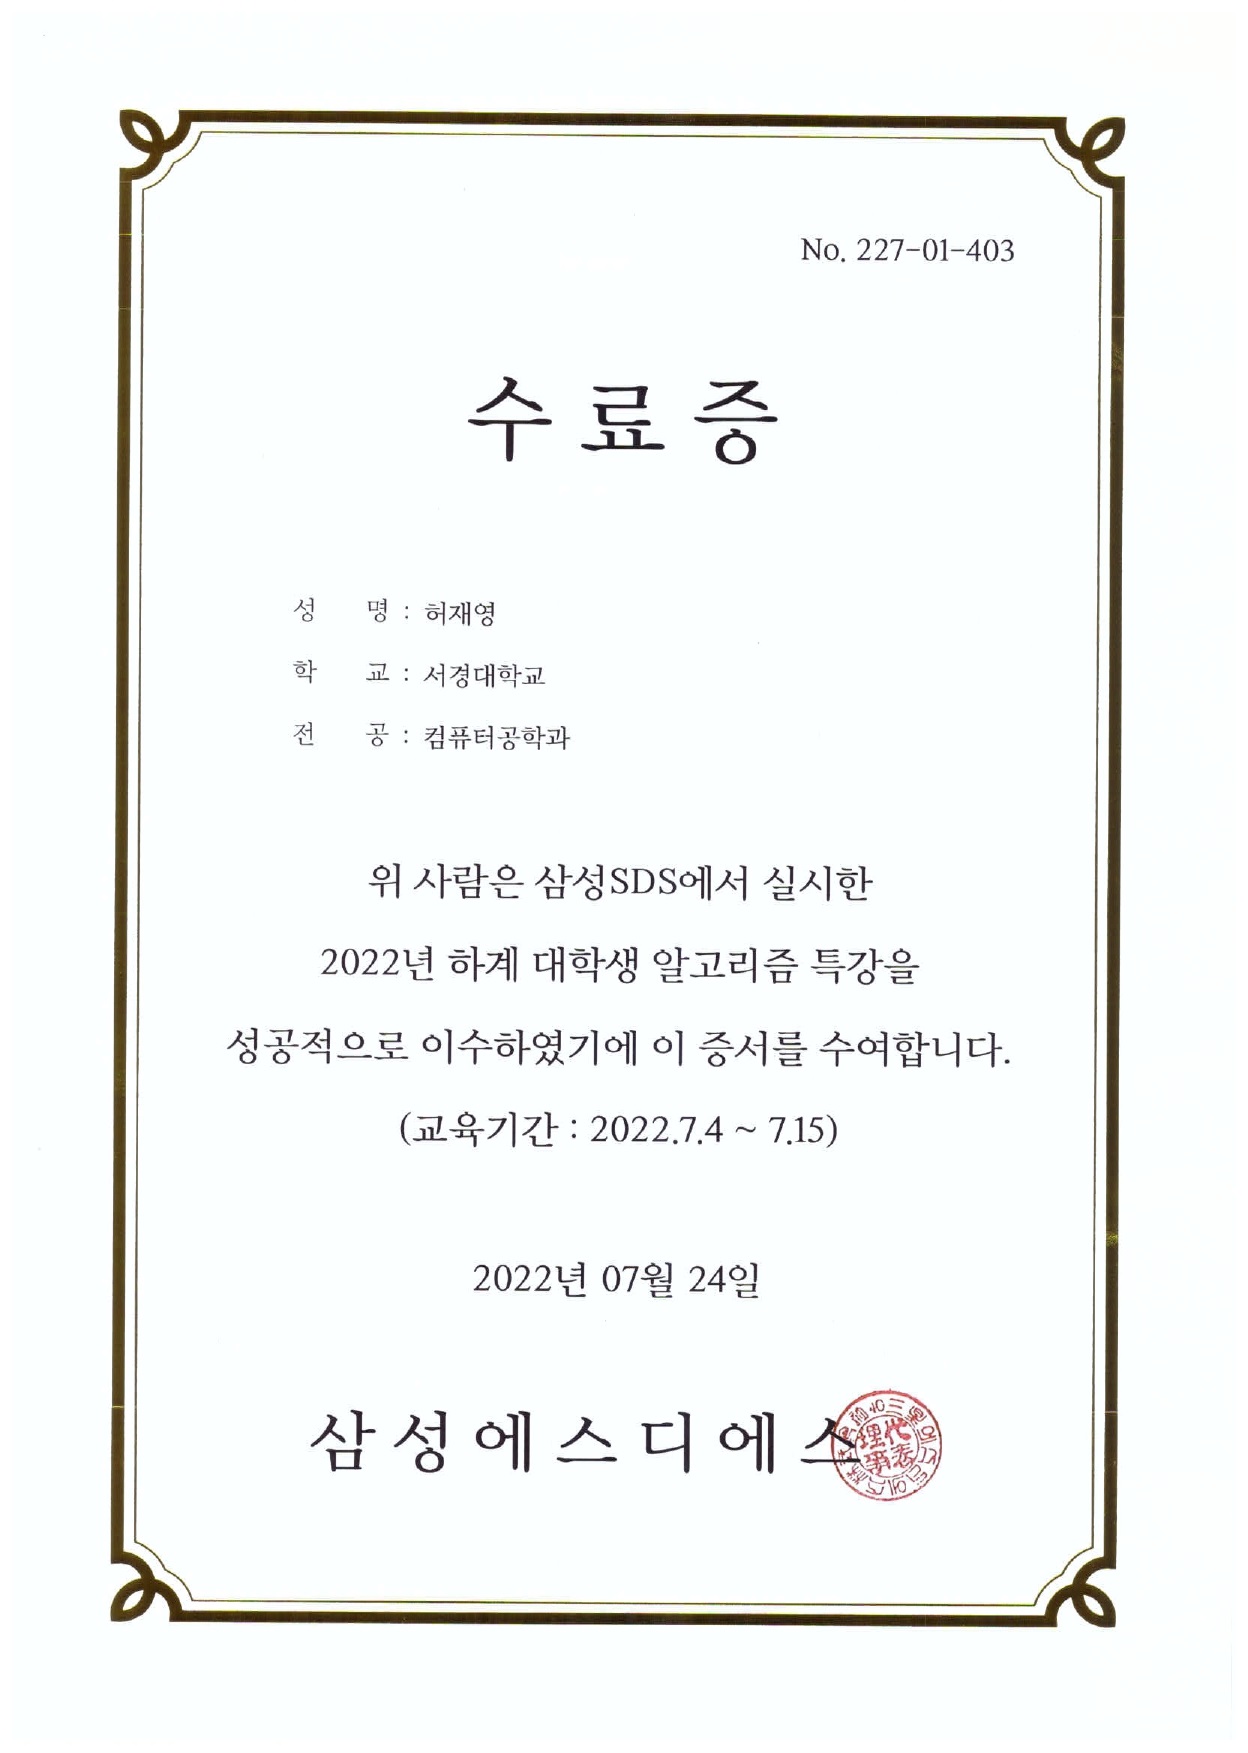 No. 227-01-403
수료증
성 명 : 허재영
학 교 : 서경대학교
전 공 : 컴퓨터공학과
위 사람은 삼성SDS에서 실시한
2022년 하계 대학생 알고리즘 특강을
성공적으로 이수하였기에 이 증서를 수여합니다.
(교육기간 : 2022.7.4 ~ 7.15)
2022년 07월 24일
삼성에스디에스